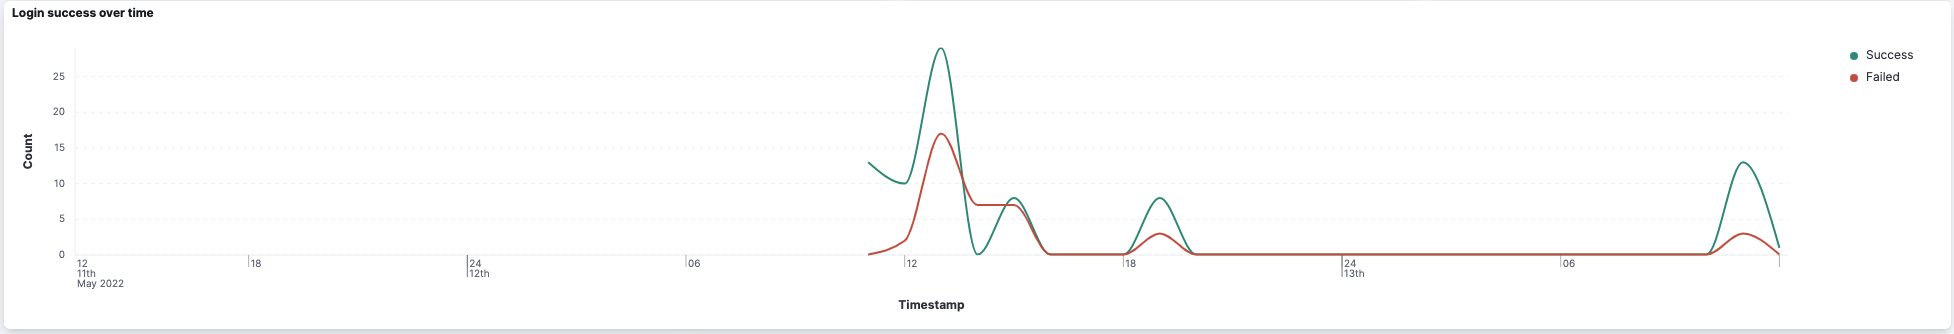 Login success over time
Success
Failed
Count
25
20
15
10
5
0
12 18 24 06 12 18 24 06
11th 12th 13th
May 2022
Timestamp